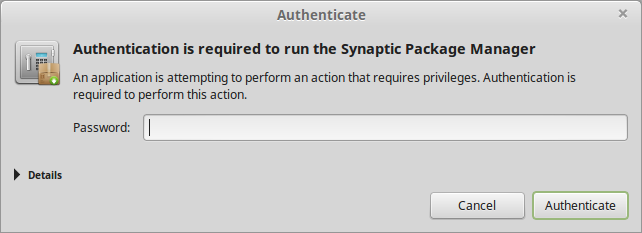 Authenticate
Authentication is required to run the Synaptic Package Manager
An application is attempting to perform an action that requires privileges. Authentication is
required to perform this action.
Password:
Details
Cancel Authenticate